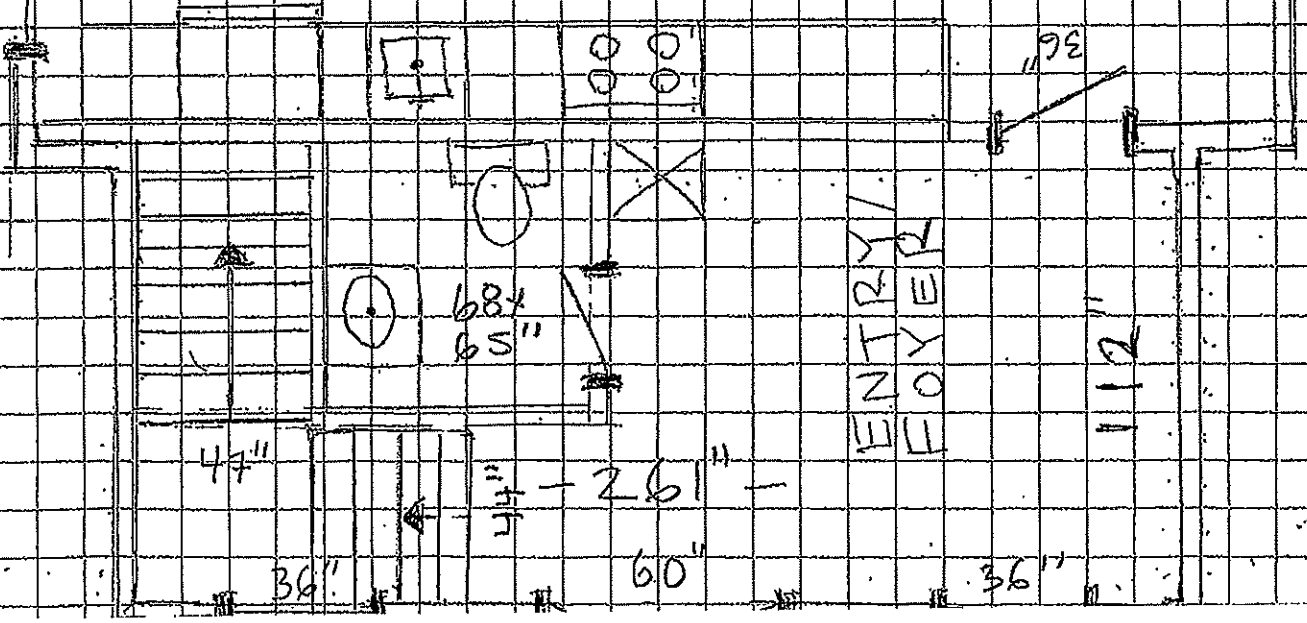 36"
68x
65"
ENTRY/
FOYER
112"
47"
44"
- 261" -
36"
60"
36"